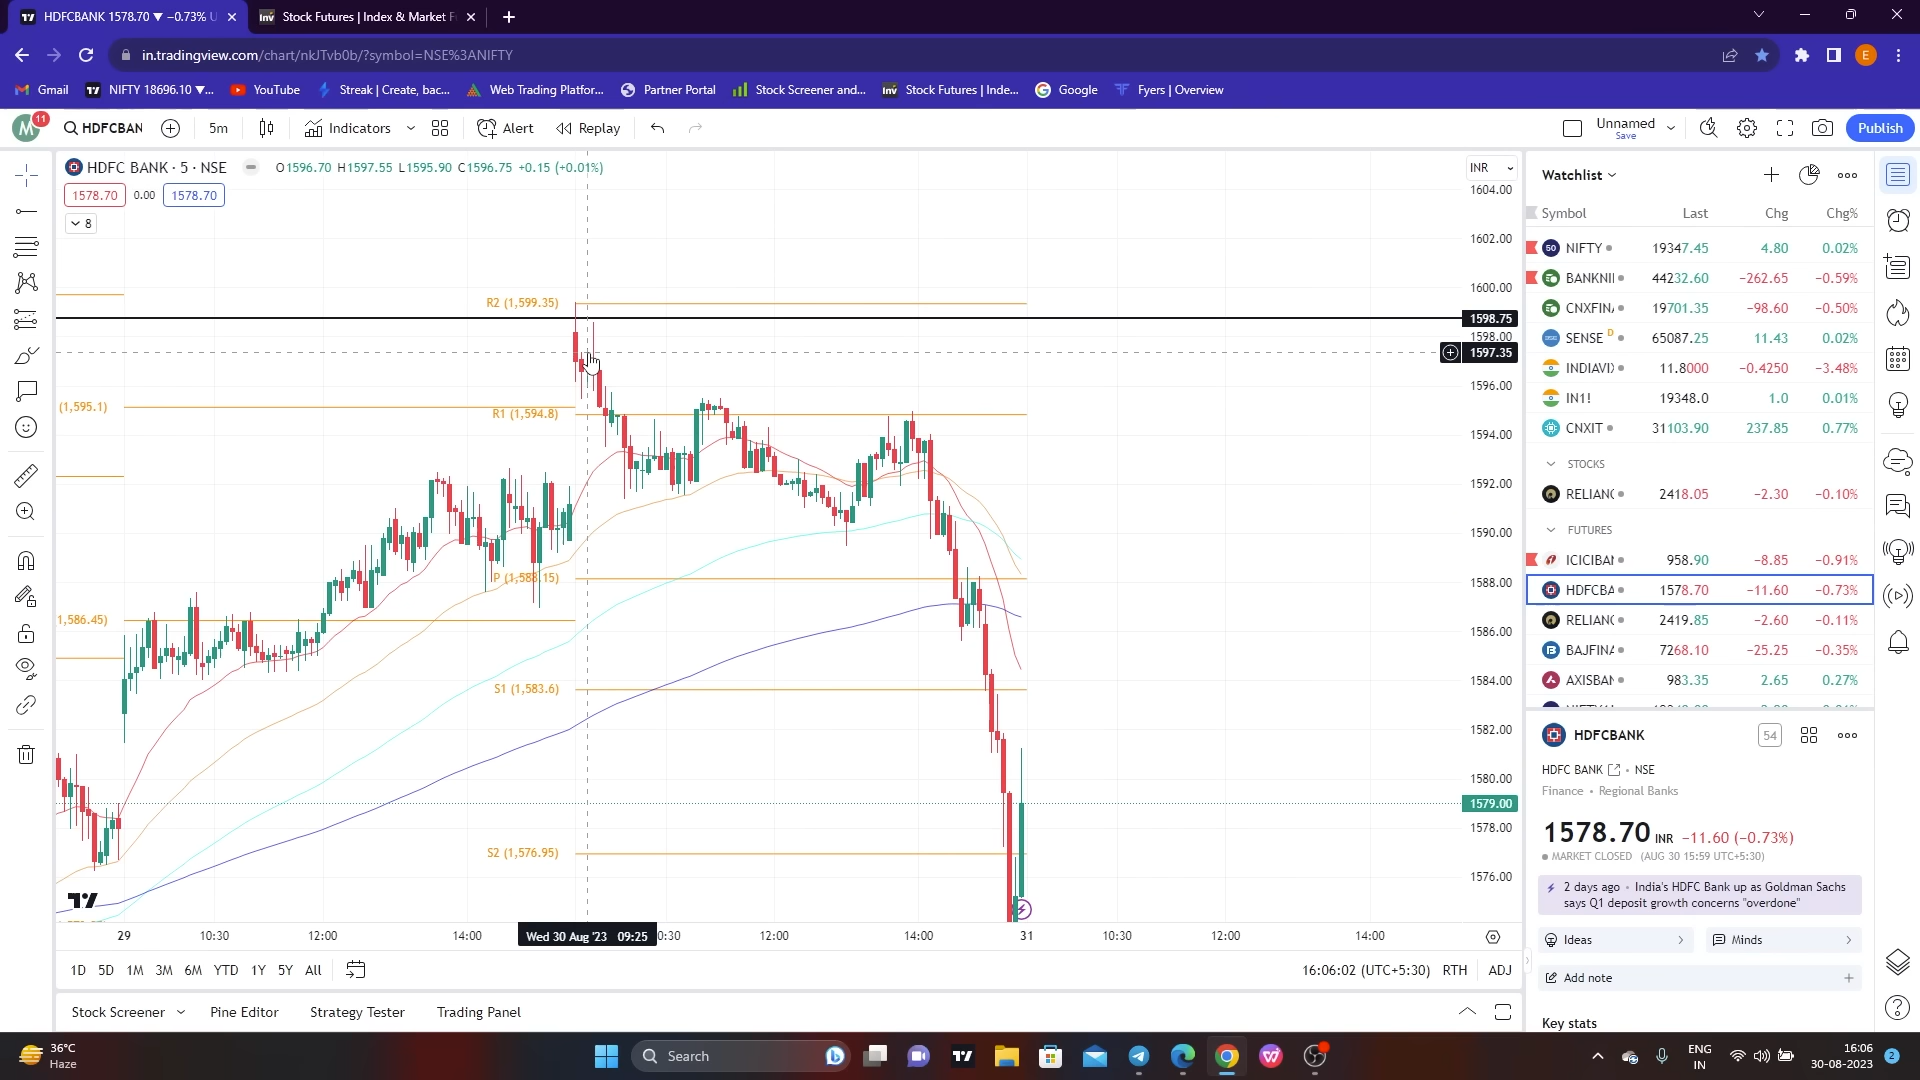 HDFCBANK 1578.70 ▼ −0.73% U
Stock Futures | Index & Market F
in.tradingview.com/chart/nkJTvb0b/?symbol=NSE%3ANIFTY
E
Gmail
NIFTY 18696.10 ▼...
YouTube
Streak | Create, bac...
Web Trading Platfor...
Partner Portal
Stock Screener and...
Inv
Stock Futures | Inde...
Google
Fyers | Overview
M
11
HDFCBAN
5m
Indicators
Alert
Replay
Unnamed
Save
Publish
HDFC BANK · 5 · NSE
O1596.70 H1597.55 L1595.90 C1596.75 +0.15 (+0.01%)
1578.70
0.00
1578.70
8
INR
1604.00
1602.00
1600.00
1598.75
1598.00
1597.35
1596.00
1594.00
1592.00
1590.00
1588.00
1586.00
1584.00
1582.00
1580.00
1579.00
1578.00
1576.00
R2 (1,599.35)
(1,595.1)
R1 (1,594.8)
P (1,588.15)
1,586.45)
S1 (1,583.6)
S2 (1,576.95)
29
10:30
12:00
14:00
Wed 30 Aug '23 09:25
0:30
12:00
14:00
31
10:30
12:00
14:00
1D 5D 1M 3M 6M YTD 1Y 5Y All
16:06:02 (UTC+5:30) RTH ADJ
Stock Screener
Pine Editor
Strategy Tester
Trading Panel
Watchlist
Symbol Last Chg Chg%
50 NIFTY 19347.45 4.80 0.02%
BANKNI 44232.60 −262.65 −0.59%
CNXFIN 19701.35 −98.60 −0.50%
SENSE D 65087.25 11.43 0.02%
INDIAVI 11.8000 −0.4250 −3.48%
IN1! 19348.0 1.0 0.01%
CNXIT 31103.90 237.85 0.77%
STOCKS
RELIAN 2418.05 −2.30 −0.10%
FUTURES
ICICIBA 958.90 −8.85 −0.91%
HDFCBA 1578.70 −11.60 −0.73%
RELIAN 2419.85 −2.60 −0.11%
BAJFINA 7268.10 −25.25 −0.35%
AXISBAN 983.35 2.65 0.27%
HDFCBANK
54
HDFC BANK • NSE
Finance • Regional Banks
1578.70 INR −11.60 (−0.73%)
MARKET CLOSED (AUG 30 15:59 UTC+5:30)
2 days ago • India's HDFC Bank up as Goldman Sachs
says Q1 deposit growth concerns "overdone"
Ideas
Minds
Add note
Key stats
36°C
Haze
Search
ENG
IN
16:06
30-08-2023
2